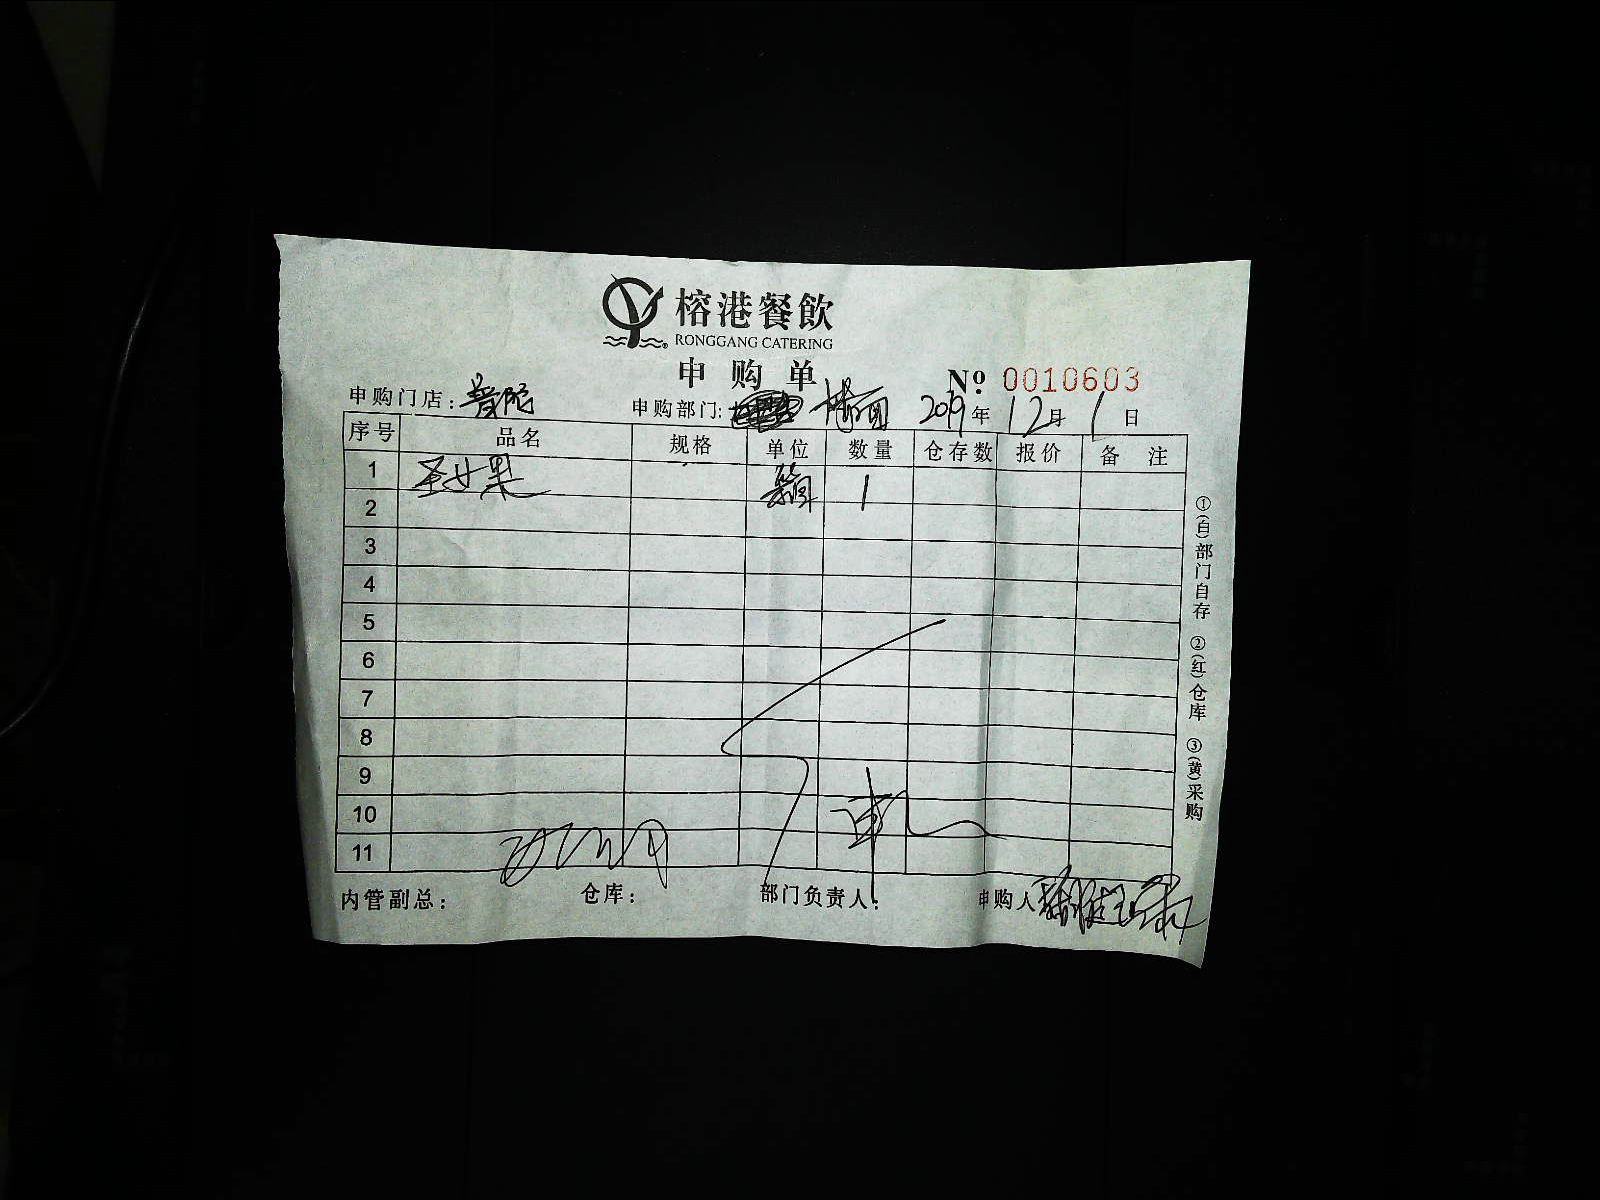 榕港餐飲
RONGGANG CATERING
申购单
№ 0010603
申购门店：普陀 申购部门： 2019年12月1日
序号 品名 规格 单位 数量 仓存数 报价 备注
1 圣女果 1
2
3
4
5
6
7
8
9
10
11
内管副总： 仓库： 部门负责人： 申购人
①(白)部门自存 ②(红)仓库 ③(黄)采购